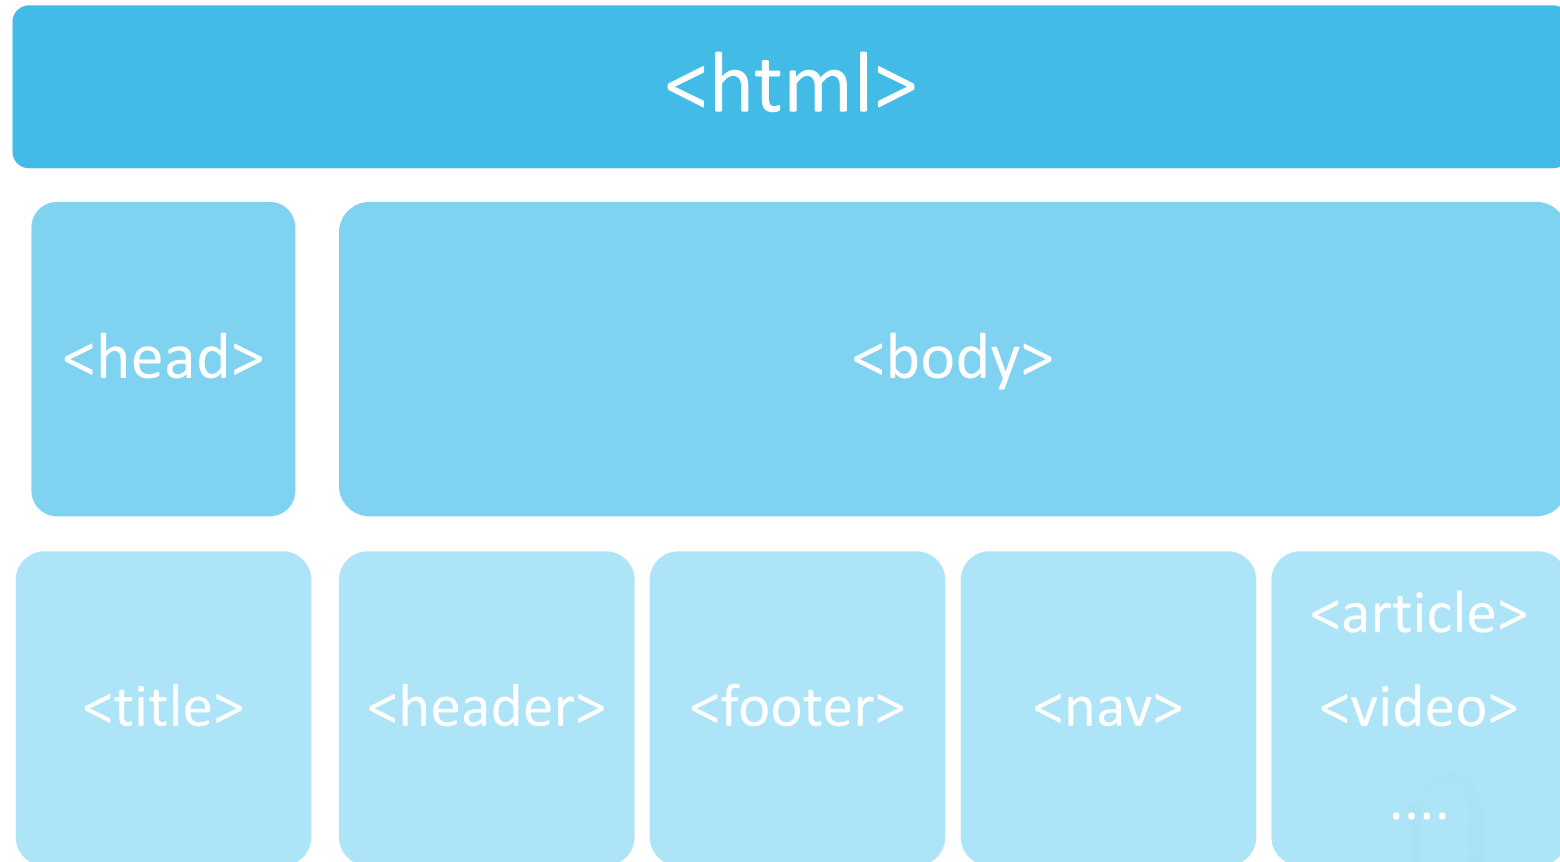 <html>
<head>
<body>
<title>
<header>
<footer>
<nav>
<article>
<video>
....